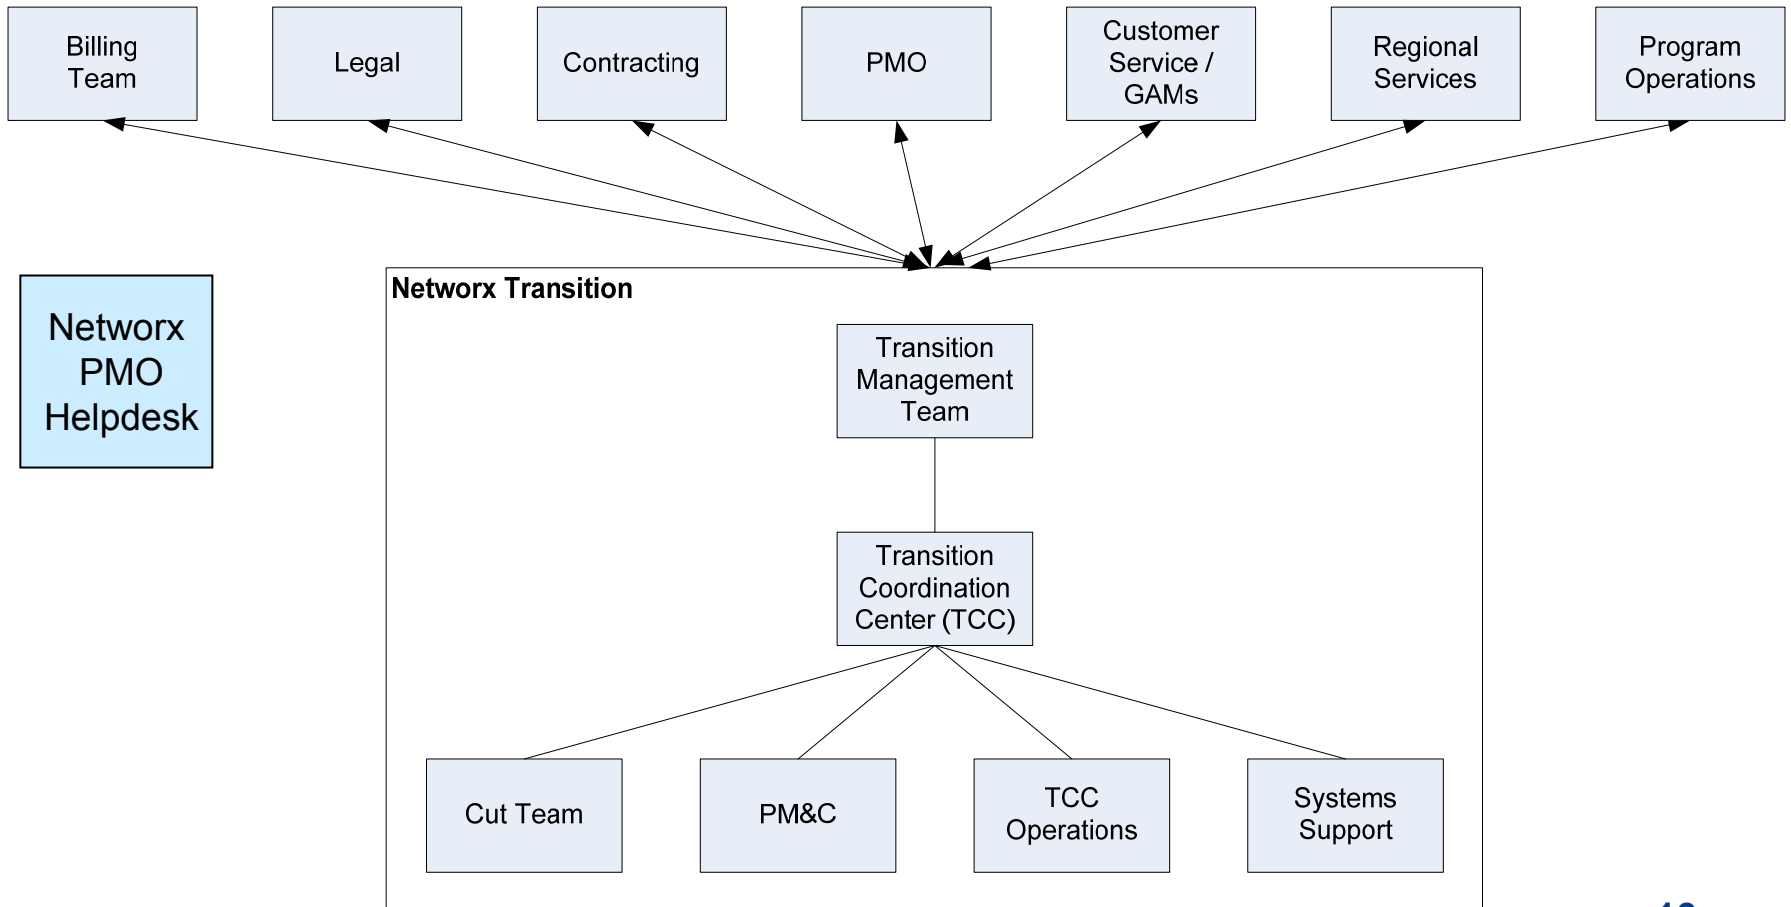 Billing
Team
Legal
Contracting
PMO
Customer
Service /
GAMs
Regional
Services
Program
Operations
Networx
PMO
Helpdesk
Networx Transition
Transition
Management
Team
Transition
Coordination
Center (TCC)
Cut Team
PM&C
TCC
Operations
Systems
Support